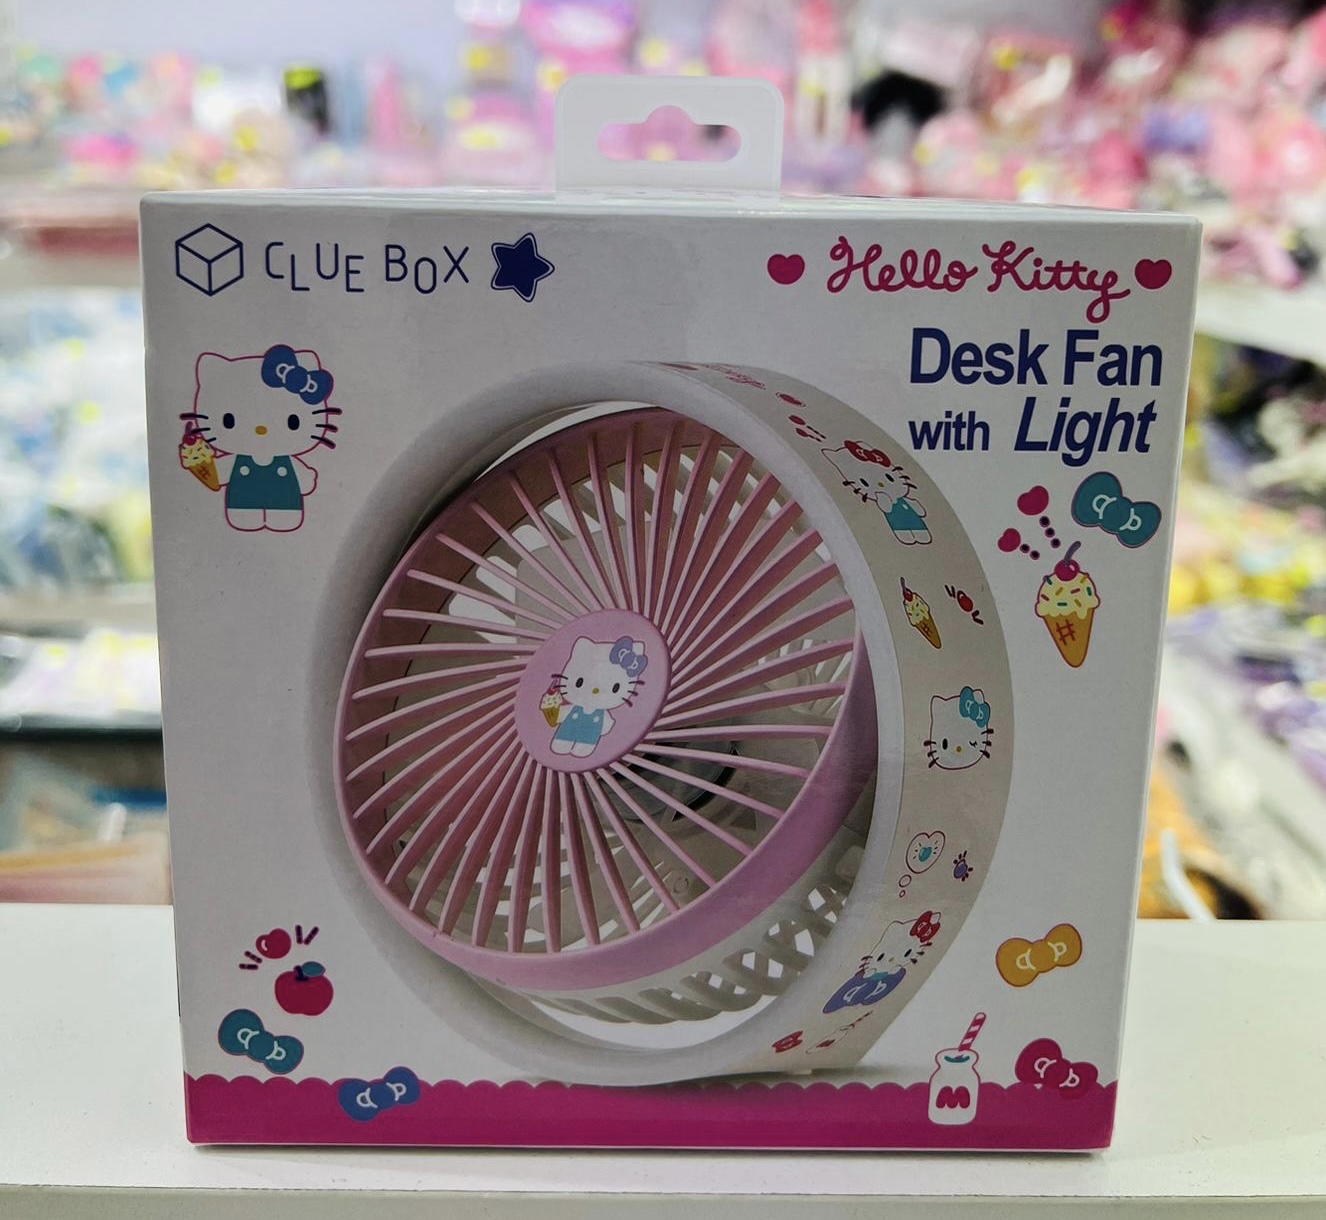 CLUE BOX
Hello Kitty
Desk Fan
with Light
M